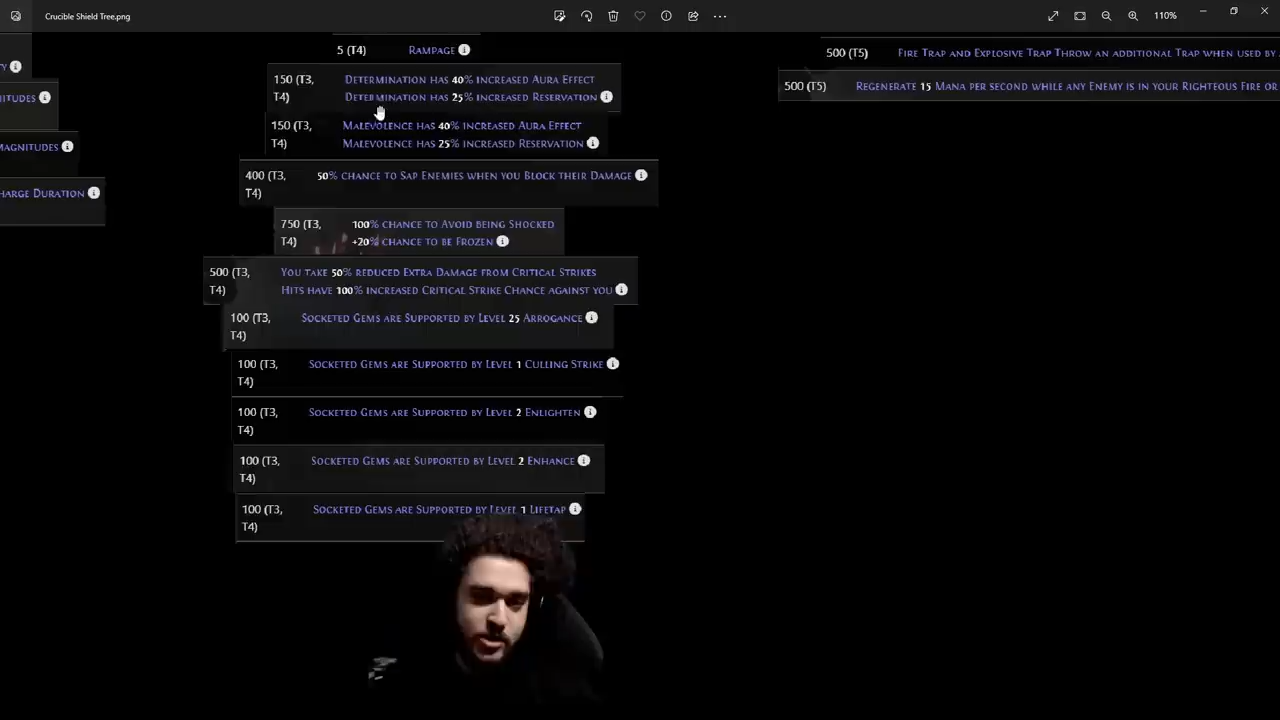 Crucible Shield Tree.png
110%
5 (T4) Rampage
150 (T3, T4) Determination has 40% increased Aura Effect
Determination has 25% increased Reservation
150 (T3, T4) Malevolence has 40% increased Aura Effect
Malevolence has 25% increased Reservation
400 (T3, T4) 50% chance to Sap Enemies when you Block their Damage
750 (T3, T4) 100% chance to Avoid being Shocked
+20% chance to be Frozen
500 (T3, T4) You take 50% reduced Extra Damage from Critical Strikes
Hits have 100% increased Critical Strike Chance against you
100 (T3, T4) Socketed Gems are Supported by Level 25 Arrogance
100 (T3, T4) Socketed Gems are Supported by Level 1 Culling Strike
100 (T3, T4) Socketed Gems are Supported by Level 2 Enlighten
100 (T3, T4) Socketed Gems are Supported by Level 2 Enhance
100 (T3, T4) Socketed Gems are Supported by Level 1 Lifetap
magnitudes
harge Duration
500 (T5) Fire Trap and Explosive Trap Throw an additional Trap when used by
500 (T5) Regenerate 15 Mana per second while any Enemy is in your Righteous Fire or